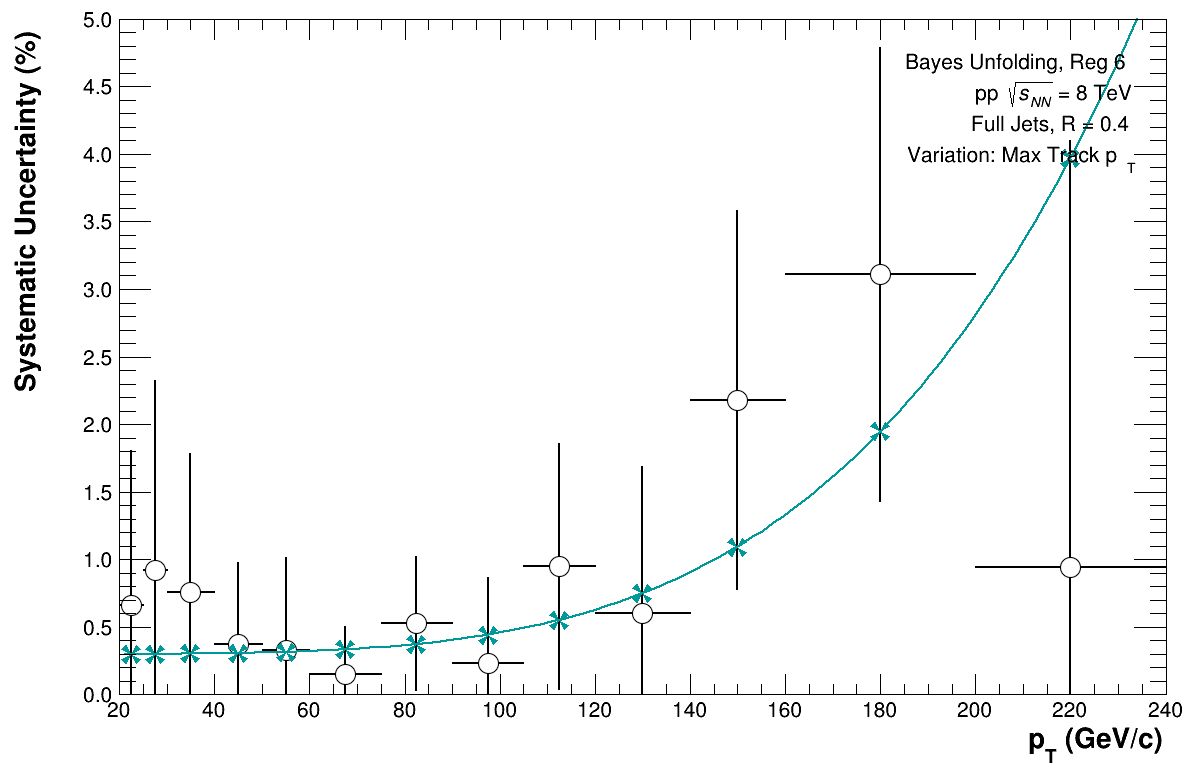 Systematic Uncertainty (%)
5.0
4.5
4.0
3.5
3.0
2.5
2.0
1.5
1.0
0.5
0.0
Bayes Unfolding, Reg 6
pp √s_NN = 8 TeV
Full Jets, R = 0.4
Variation: Max Track p_T
20 40 60 80 100 120 140 160 180 200 220 240
p_T (GeV/c)